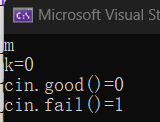 Microsoft Visual St
m
k=0
cin.good()=0
cin.fail()=1